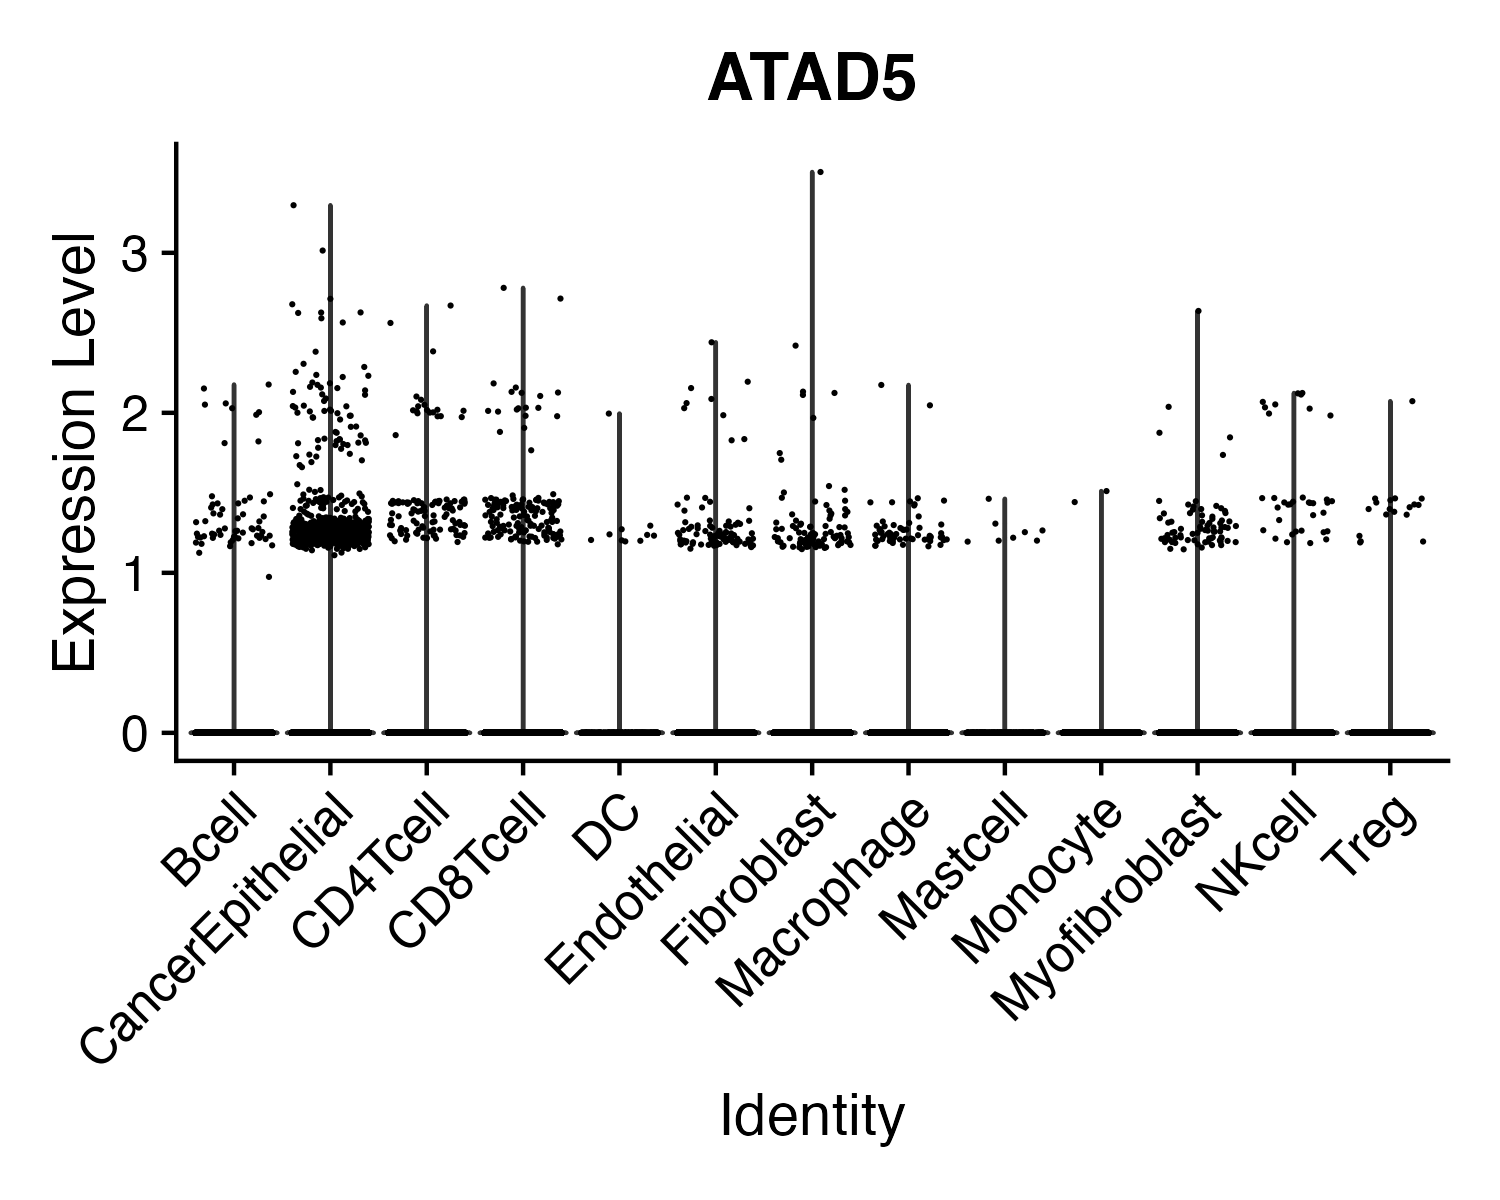 ATAD5
Expression Level
3
2
1
0
Bcell
CancerEpithelial
CD4Tcell
CD8Tcell
DC
Endothelial
Fibroblast
Macrophage
Mastcell
Monocyte
Myofibroblast
NKcell
Treg
Identity